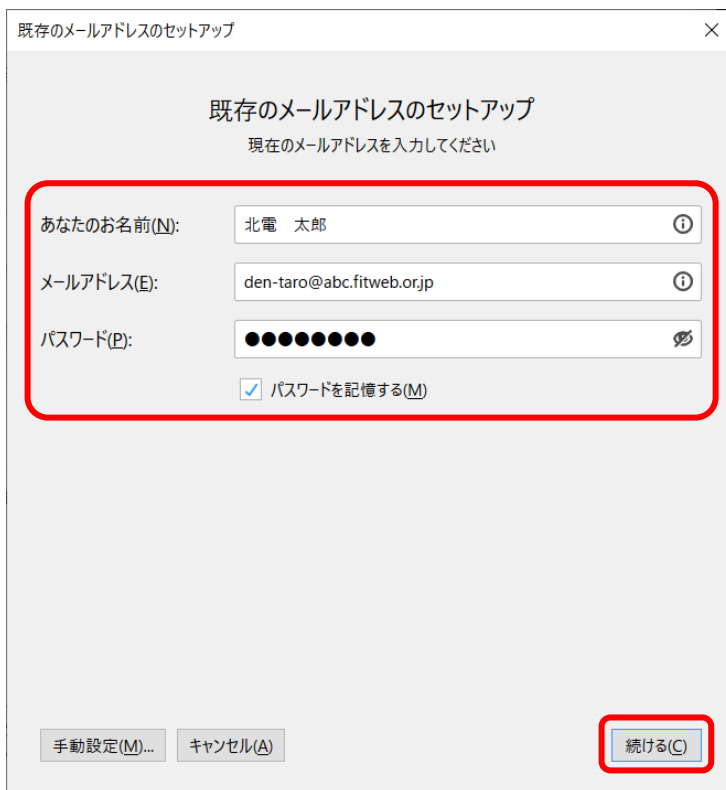 既存のメールアドレスのセットアップ
既存のメールアドレスのセットアップ
現在のメールアドレスを入力してください
あなたのお名前(N): 北電　太郎
メールアドレス(E): den-taro@abc.fitweb.or.jp
パスワード(P): ●●●●●●●●
パスワードを記憶する(M)
手動設定(M)... キャンセル(A) 続ける(C)